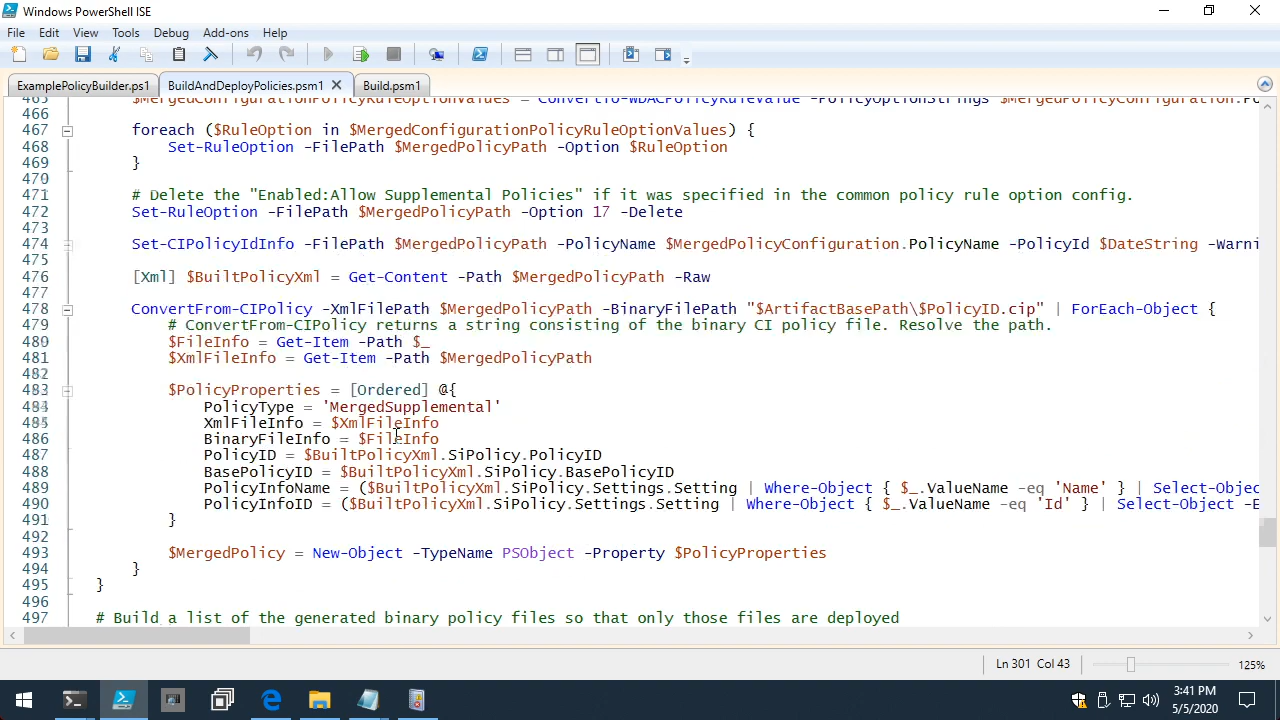 Windows PowerShell ISE
File Edit View Tools Debug Add-ons Help
ExamplePolicyBuilder.ps1 BuildAndDeployPolicies.psm1 Build.psm1
465 $MergedConfigurationPolicyRuleOptionValues = ConvertTo-WDACPolicyRuleValue -PolicyOptionStrings $MergedPolicyConfiguration.Po
466
467 foreach ($RuleOption in $MergedConfigurationPolicyRuleOptionValues) {
468 Set-RuleOption -FilePath $MergedPolicyPath -Option $RuleOption
469 }
470
471 # Delete the "Enabled:Allow Supplemental Policies" if it was specified in the common policy rule option config.
472 Set-RuleOption -FilePath $MergedPolicyPath -Option 17 -Delete
473
474 Set-CIPolicyIdInfo -FilePath $MergedPolicyPath -PolicyName $MergedPolicyConfiguration.PolicyName -PolicyId $DateString -Warni
475
476 [Xml] $BuiltPolicyXml = Get-Content -Path $MergedPolicyPath -Raw
477
478 ConvertFrom-CIPolicy -XmlFilePath $MergedPolicyPath -BinaryFilePath "$ArtifactBasePath\$PolicyID.cip" | ForEach-Object {
479 # ConvertFrom-CIPolicy returns a string consisting of the binary CI policy file. Resolve the path.
480 $FileInfo = Get-Item -Path $_
481 $XmlFileInfo = Get-Item -Path $MergedPolicyPath
482
483 $PolicyProperties = [Ordered] @{
484 PolicyType = 'MergedSupplemental'
485 XmlFileInfo = $XmlFileInfo
486 BinaryFileInfo = $FileInfo
487 PolicyID = $BuiltPolicyXml.SiPolicy.PolicyID
488 BasePolicyID = $BuiltPolicyXml.SiPolicy.BasePolicyID
489 PolicyInfoName = ($BuiltPolicyXml.SiPolicy.Settings.Setting | Where-Object { $_.ValueName -eq 'Name' } | Select-Objec
490 PolicyInfoID = ($BuiltPolicyXml.SiPolicy.Settings.Setting | Where-Object { $_.ValueName -eq 'Id' } | Select-Object -E
491 }
492
493 $MergedPolicy = New-Object -TypeName PSObject -Property $PolicyProperties
494 }
495 }
496
497 # Build a list of the generated binary policy files so that only those files are deployed
Ln 301 Col 43 125%
3:41 PM
5/5/2020